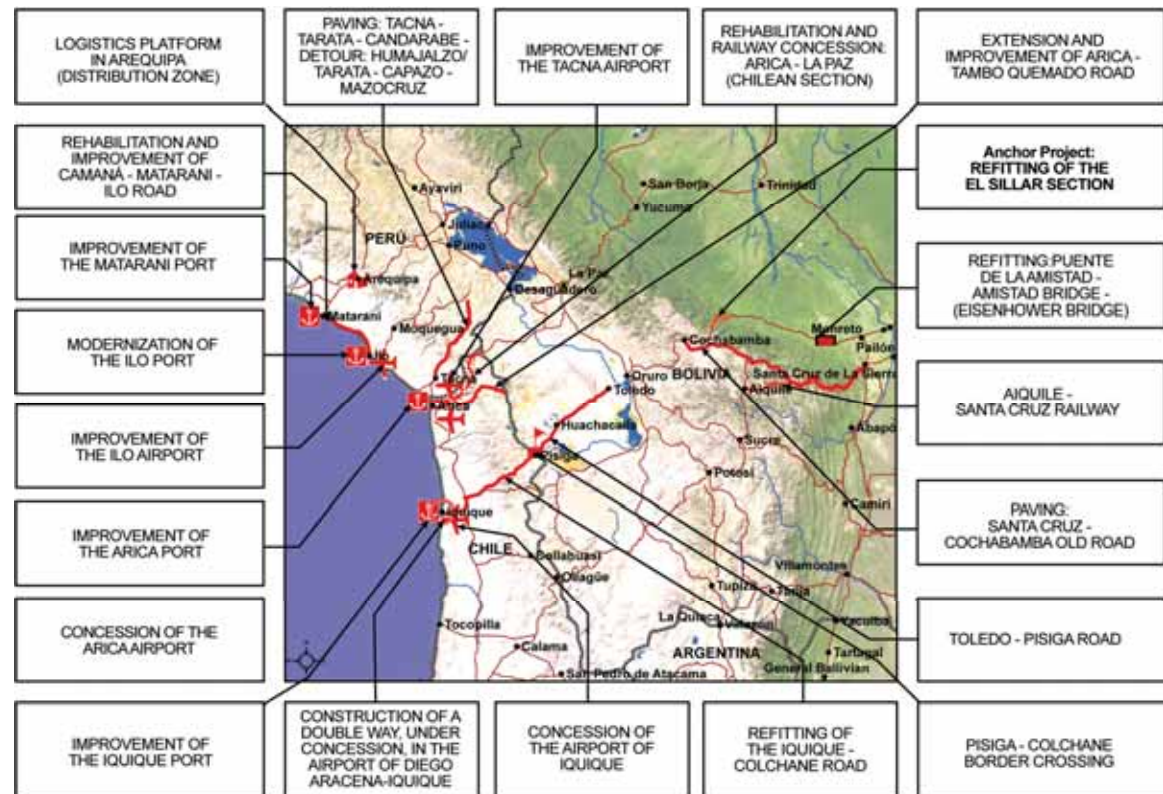 LOGISTICS PLATFORM
IN AREQUIPA
(DISTRIBUTION ZONE)
PAVING: TACNA -
TARATA - CANDARABE -
DETOUR: HUMAJALZO/
TARATA - CAPAZO -
MAZOCRUZ
IMPROVEMENT OF
THE TACNA AIRPORT
REHABILITATION AND
RAILWAY CONCESSION:
ARICA - LA PAZ
(CHILEAN SECTION)
EXTENSION AND
IMPROVEMENT OF ARICA -
TAMBO QUEMADO ROAD
REHABILITATION AND
IMPROVEMENT OF
CAMANÁ - MATARANI -
ILO ROAD
IMPROVEMENT OF
THE MATARANI PORT
MODERNIZATION OF
THE ILO PORT
IMPROVEMENT OF
THE ILO AIRPORT
IMPROVEMENT OF
THE ARICA PORT
CONCESSION OF THE
ARICA AIRPORT
IMPROVEMENT OF
THE IQUIQUE PORT
Ayaviri
Juliaca
PERÚ
Puno
Arequipa
La Paz
Desaguadero
Matarani
Moquegua
Ilo
Tacna
Arica
San Borja
Trinidad
Yucumo
Cochabamba
Monreto
Pailón
Santa Cruz De La Sierra
Oruro
BOLIVIA
Toledo
Aiquile
Huachacalla
Sucre
Abapó
Pisiga
Potosí
Camiri
Iquique
CHILE
Bollabuasi
Ollagüe
Villamontes
Tupiza
Tarija
La Quiaca
Villazón
Yacuiba
Tocopilla
Calama
ARGENTINA
Tartagal
General Ballivian
San Pedro de Atacama
Anchor Project:
REFITTING OF THE
EL SILLAR SECTION
REFITTING:PUENTE
DE LA AMISTAD -
AMISTAD BRIDGE -
(EISENHOWER BRIDGE)
AIQUILE -
SANTA CRUZ RAILWAY
PAVING:
SANTA CRUZ -
COCHABAMBA OLD ROAD
TOLEDO - PISIGA ROAD
PISIGA - COLCHANE
BORDER CROSSING
CONSTRUCTION OF A
DOUBLE WAY, UNDER
CONCESSION, IN THE
AIRPORT OF DIEGO
ARACENA-IQUIQUE
CONCESSION OF
THE AIRPORT OF
IQUIQUE
REFITTING OF
THE IQUIQUE -
COLCHANE ROAD